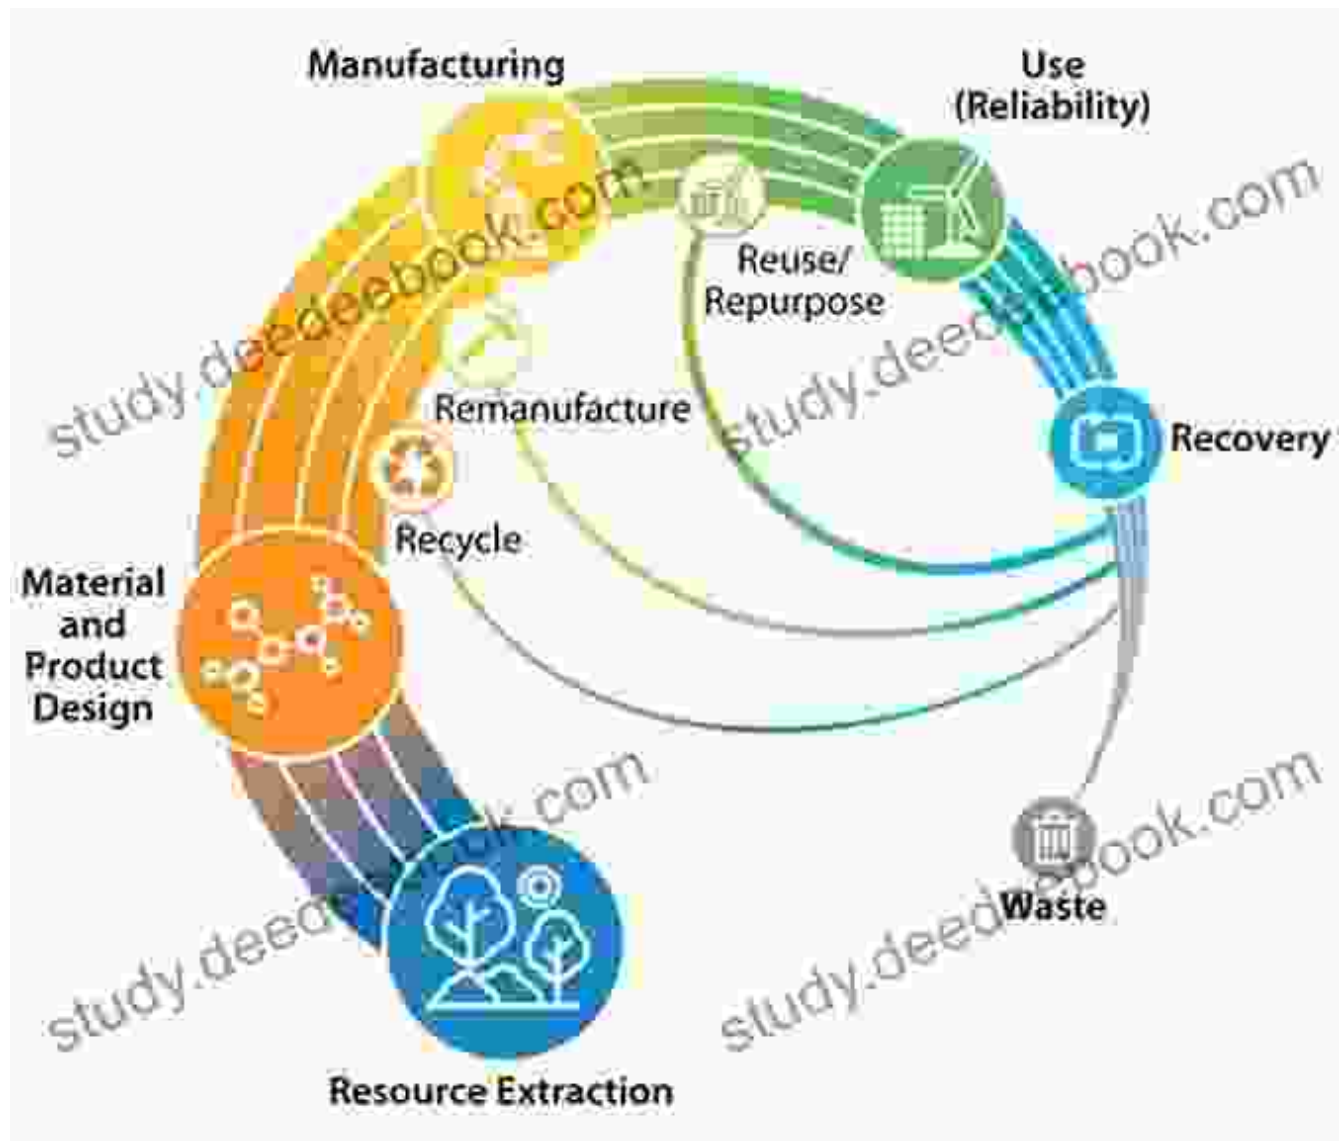 Manufacturing
Use
(Reliability)
Reuse/
Repurpose
Remanufacture
Recovery
Recycle
Material
and
Product
Design
Waste
Resource Extraction
study.deedeebook.com
study.deedeebook.com
study.deedeebook.com
study.deedeebook.com